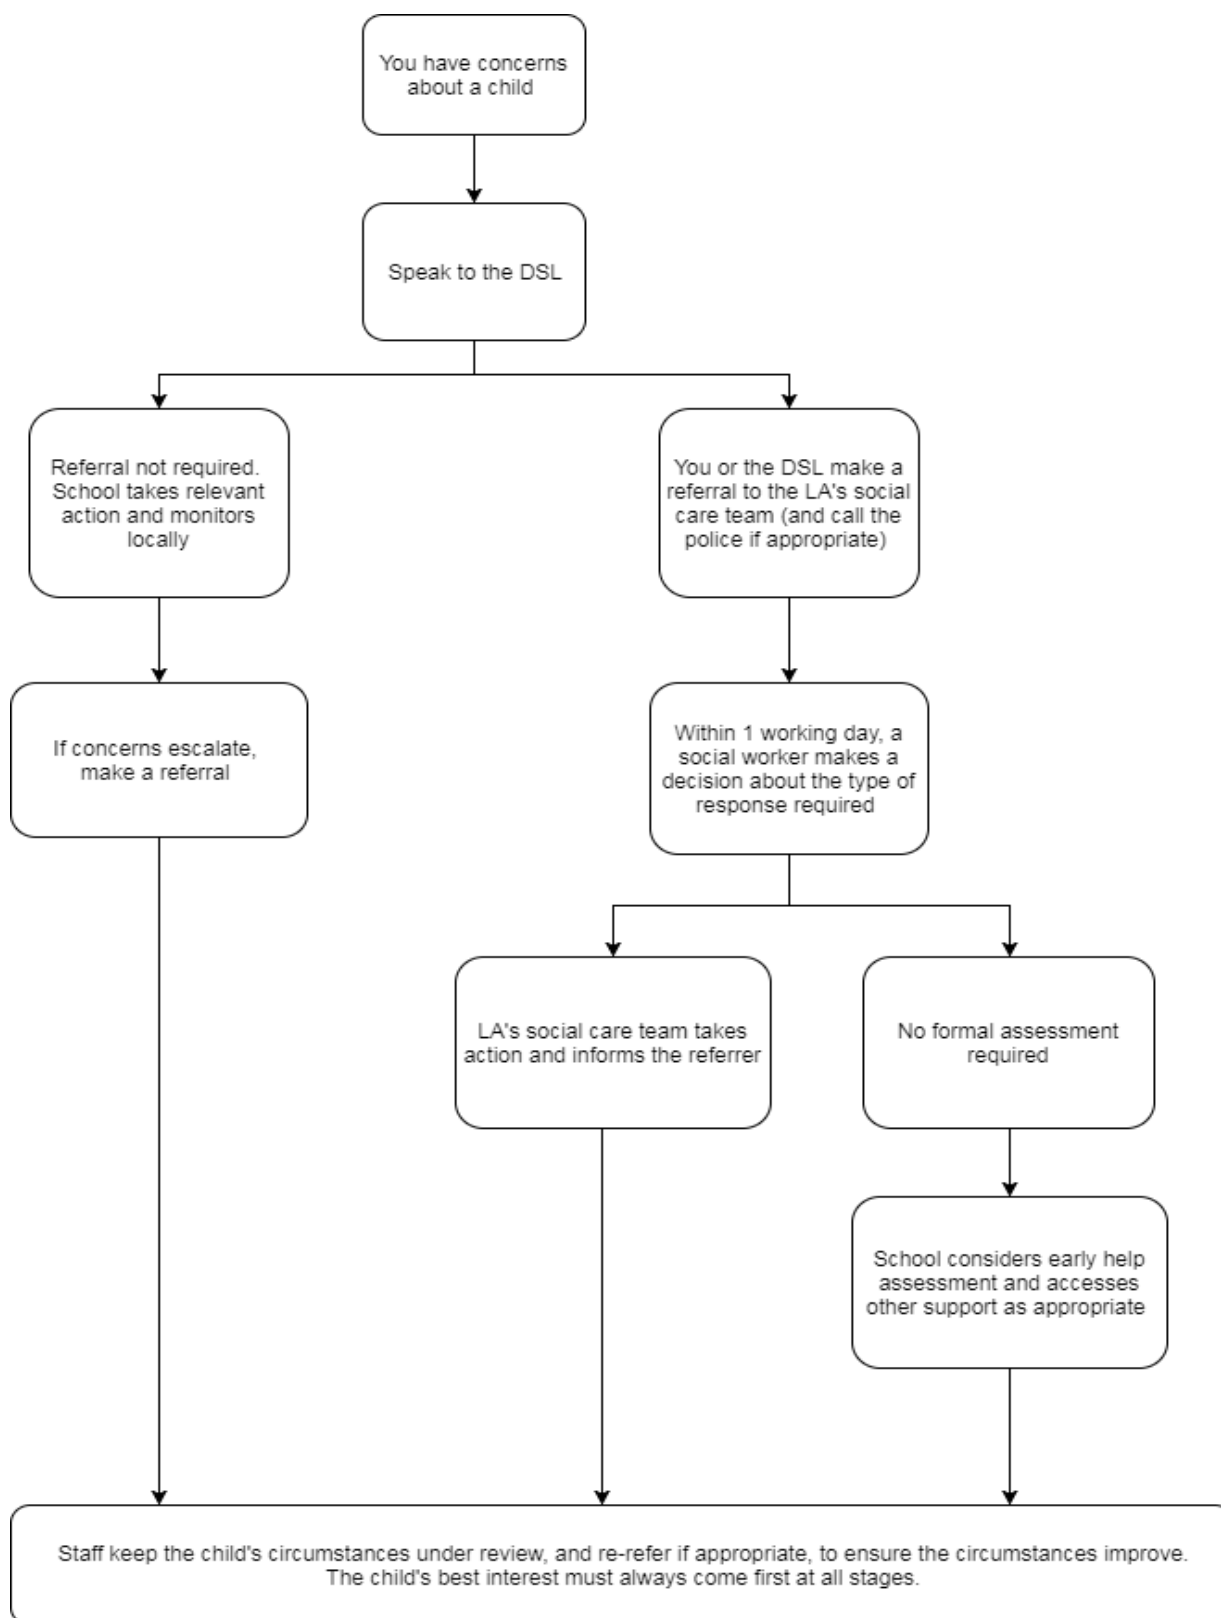 You have concerns
about a child
Speak to the DSL
Referral not required.
School takes relevant
action and monitors
locally
You or the DSL make a
referral to the LA's social
care team (and call the
police if appropriate)
If concerns escalate,
make a referral
Within 1 working day, a
social worker makes a
decision about the type of
response required
LA's social care team takes
action and informs the referrer
No formal assessment
required
School considers early help
assessment and accesses
other support as appropriate
Staff keep the child's circumstances under review, and re-refer if appropriate, to ensure the circumstances improve.
The child's best interest must always come first at all stages.